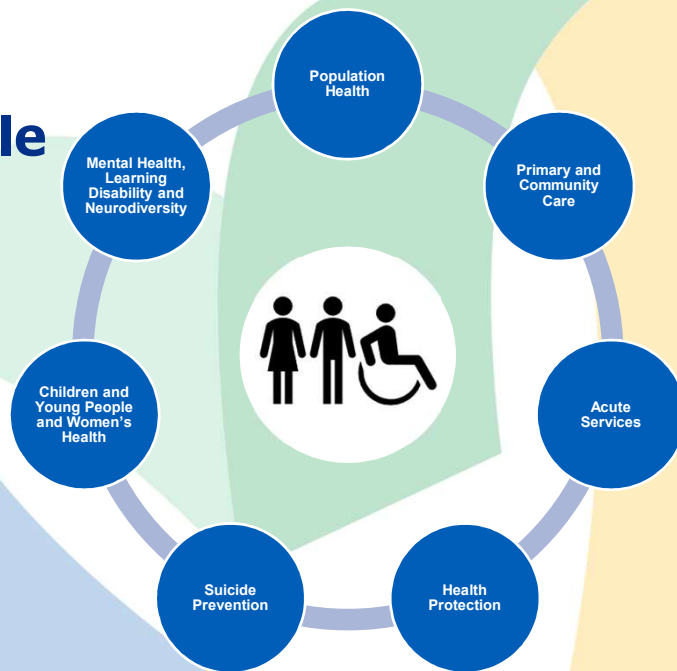 le
Population
Health
Primary and
Community
Care
Acute
Services
Health
Protection
Suicide
Prevention
Children and
Young People
and Women’s
Health
Mental Health,
Learning
Disability and
Neurodiversity